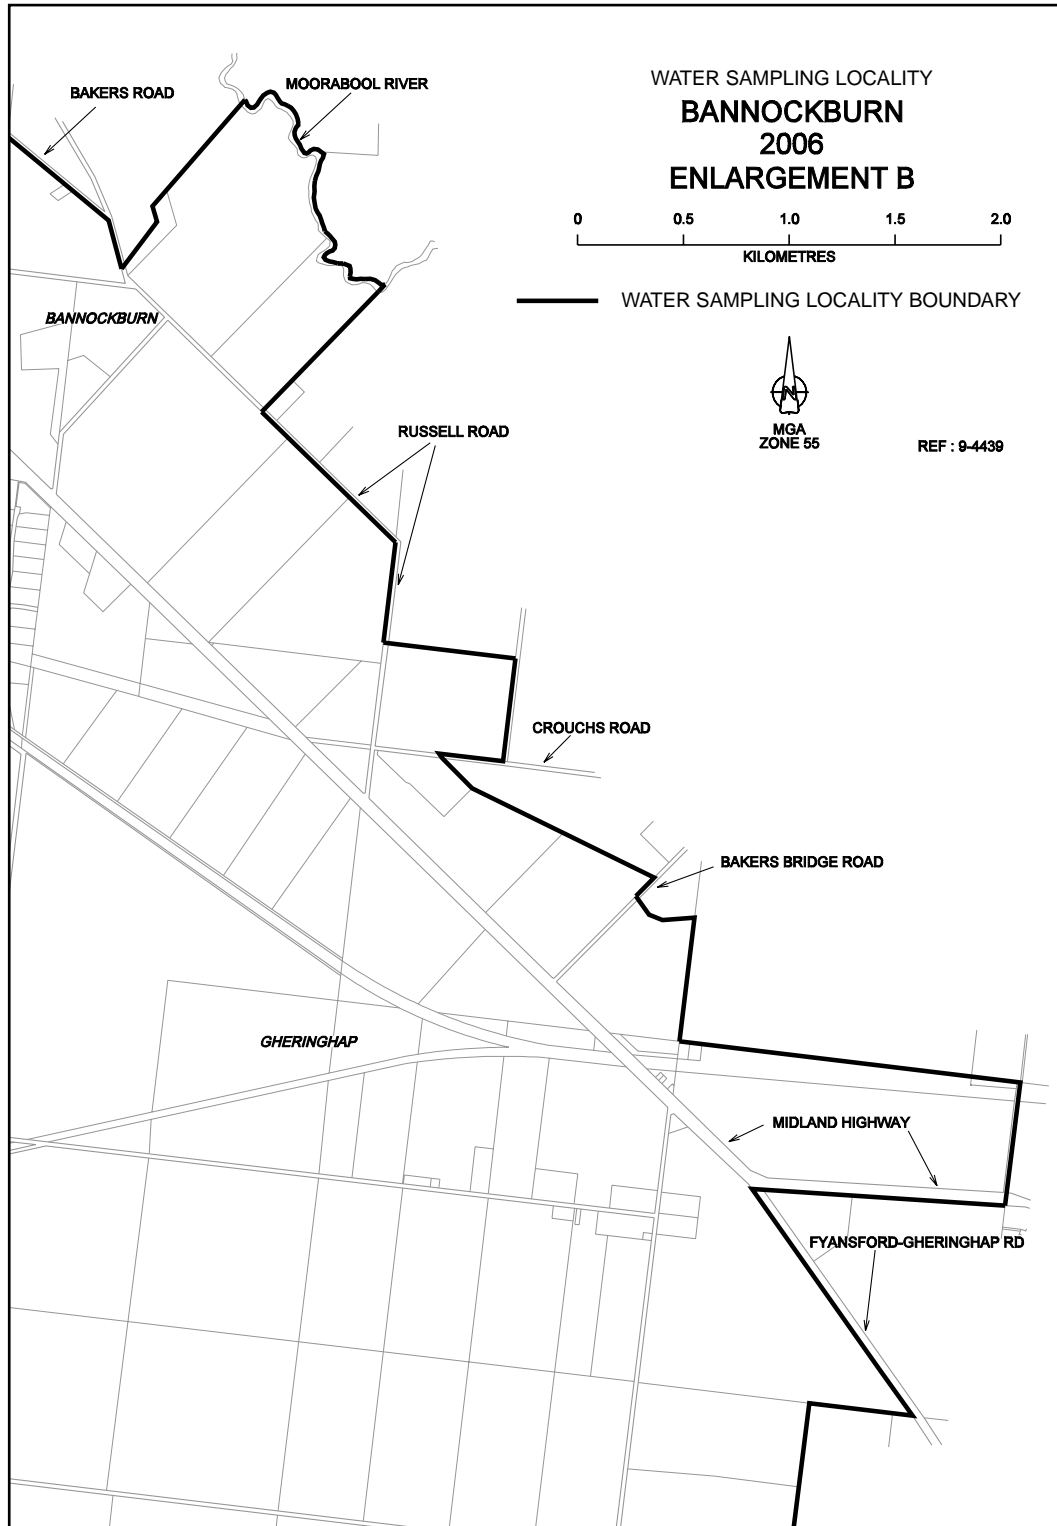 WATER SAMPLING LOCALITY
BANNOCKBURN
2006
ENLARGEMENT B
0 0.5 1.0 1.5 2.0
KILOMETRES
WATER SAMPLING LOCALITY BOUNDARY
N
MGA
ZONE 55
REF : 9-4439
BAKERS ROAD
MOORABOOL RIVER
BANNOCKBURN
RUSSELL ROAD
CROUCHS ROAD
BAKERS BRIDGE ROAD
GHERINGHAP
MIDLAND HIGHWAY
FYANSFORD-GHERINGHAP RD